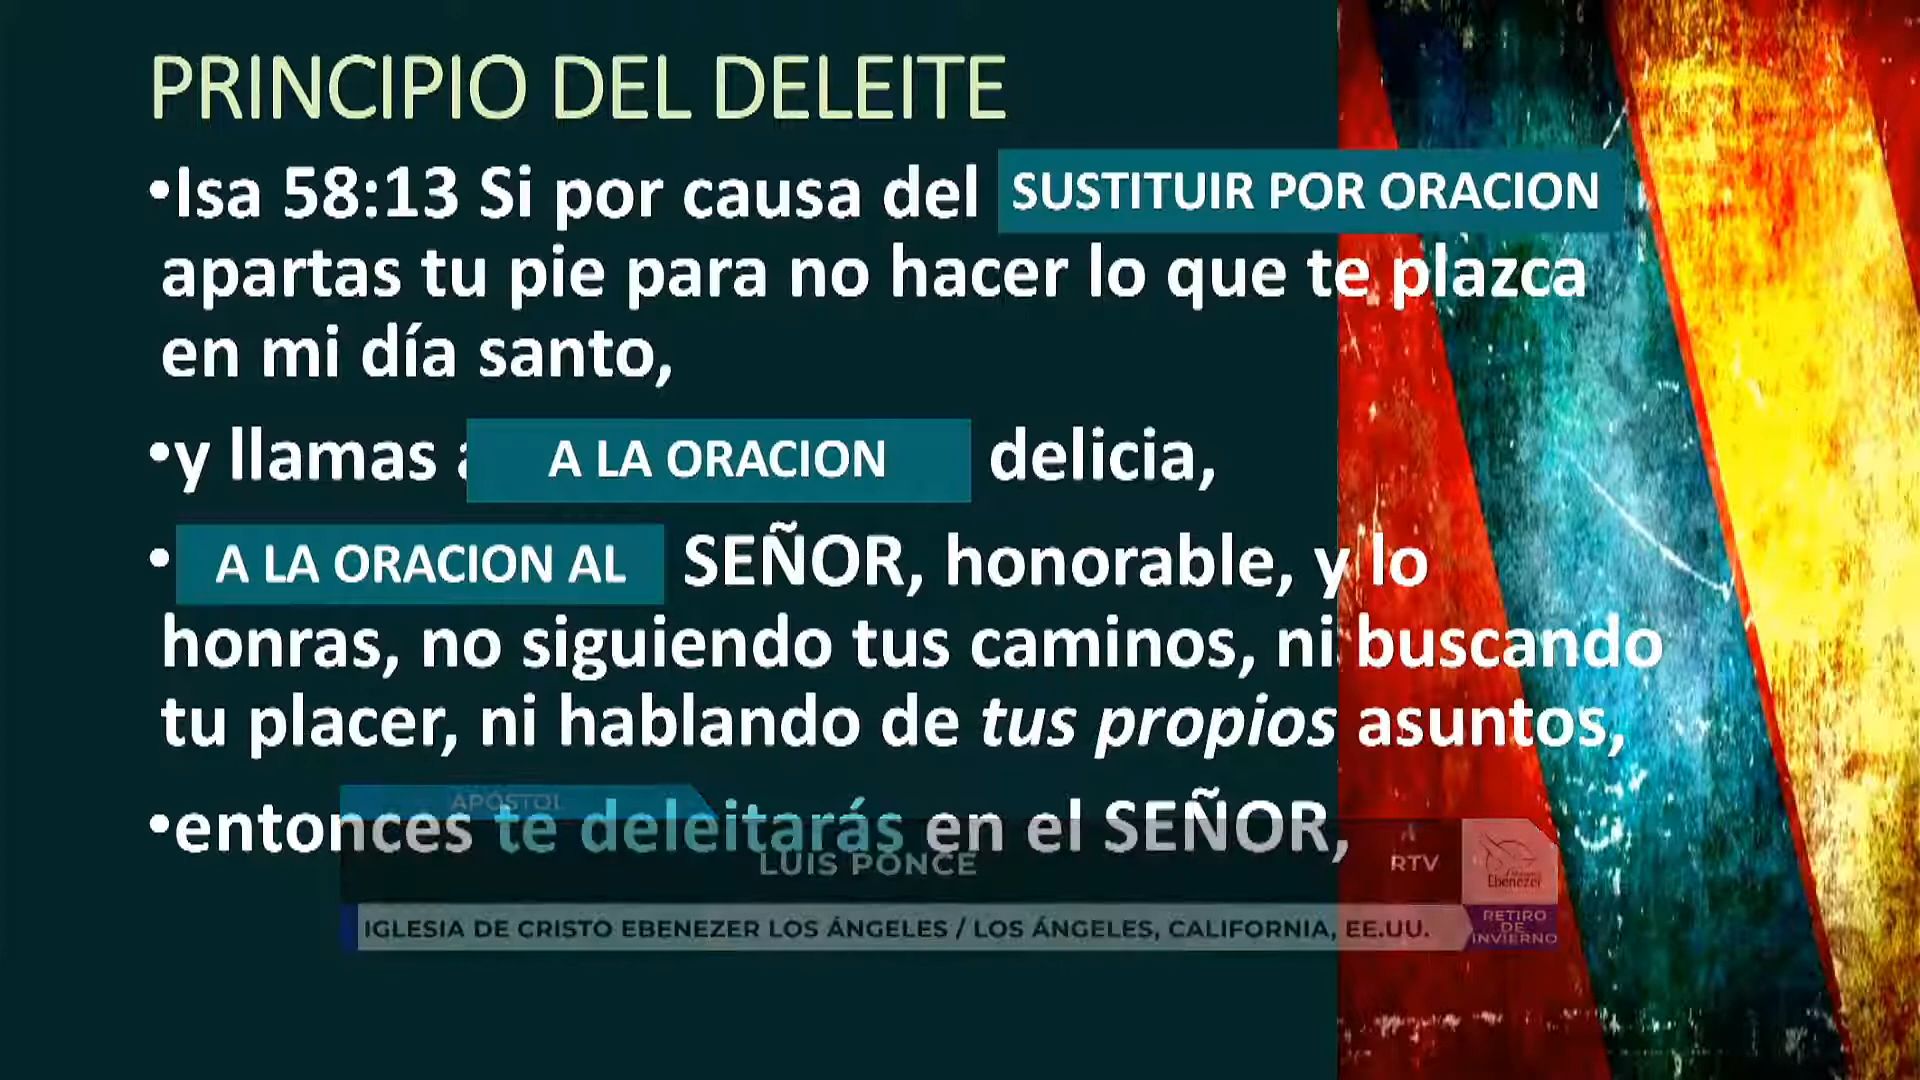 PRINCIPIO DEL DELEITE
•Isa 58:13 Si por causa del SUSTITUIR POR ORACION
apartas tu pie para no hacer lo que te plazca
en mi día santo,
•y llamas a A LA ORACION delicia,
• A LA ORACION AL SEÑOR, honorable, y lo
honras, no siguiendo tus caminos, ni buscando
tu placer, ni hablando de tus propios asuntos,
•entonces te deleitarás en el SEÑOR,
APÓSTOL
LUIS PONCE
RTV
Ebenezer
IGLESIA DE CRISTO EBENEZER LOS ÁNGELES / LOS ÁNGELES, CALIFORNIA, EE.UU.
RETIRO
DE
INVIERNO